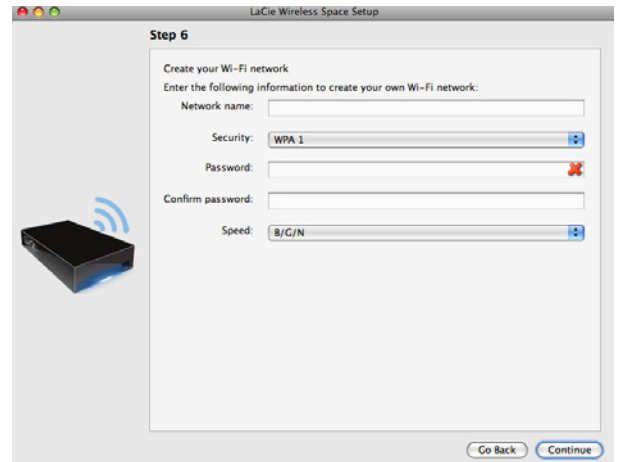 LaCie Wireless Space Setup
Step 6
Create your Wi-Fi network
Enter the following information to create your own Wi-Fi network:
Network name:
Security: WPA 1
Password:
Confirm password:
Speed: B/G/N
Go Back Continue